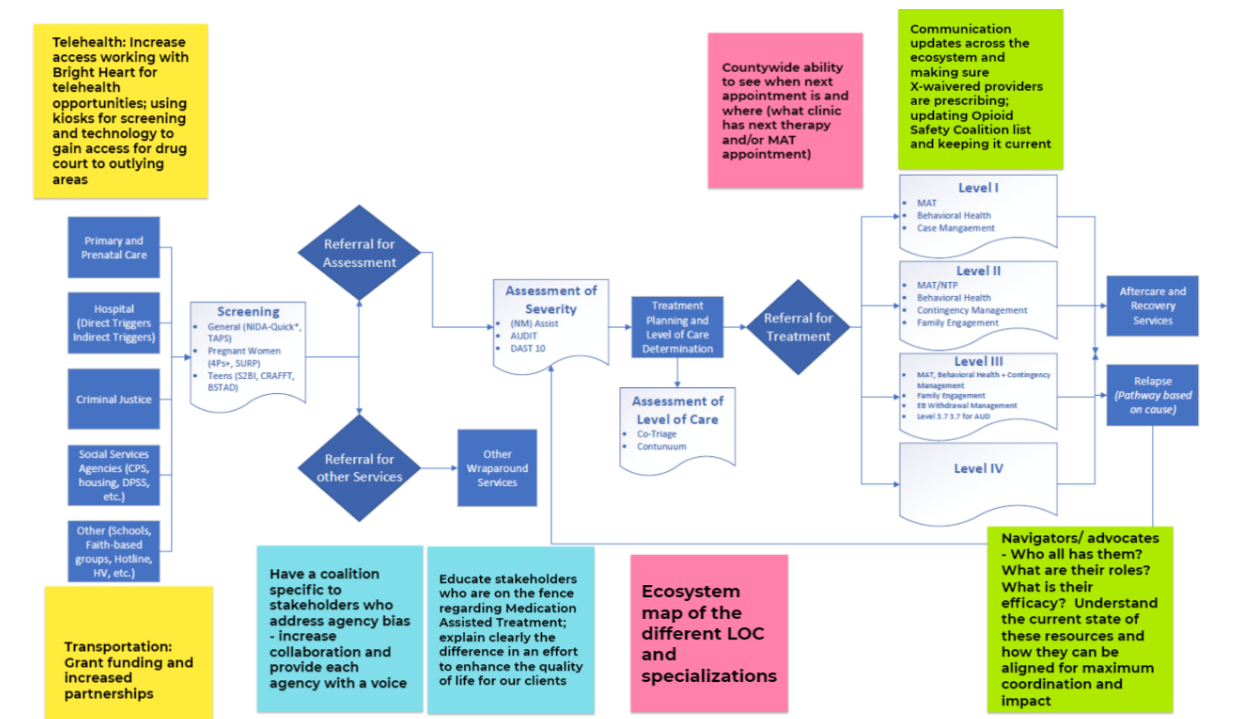 Telehealth: Increase
access working with
Bright Heart for
telehealth
opportunities; using
kiosks for screening
and technology to
gain access for drug
court to outlying
areas
Countywide ability
to see when next
appointment is and
where (what clinic
has next therapy
and/or MAT
appointment)
Communication
updates across the
ecosystem and
making sure
X-waivered providers
are prescribing;
updating Opioid
Safety Coalition list
and keeping it current
Primary and
Prenatal Care
Hospital
(Direct Triggers
Indirect Triggers)
Criminal Justice
Social Services
Agencies (CPS,
housing, DPSS,
etc.)
Other (Schools,
Faith-based
groups, Hotline,
HV, etc.)
Screening
• General (NIDA-Quick*,
TAPS)
• Pregnant Women
(4Ps+, SURP)
• Teens (S2BI, CRAFFT,
BSTAD)
Referral for
Assessment
Referral for
other Services
Other
Wraparound
Services
Assessment of
Severity
• (NM) Assist
• AUDIT
• DAST 10
Treatment
Planning and
Level of Care
Determination
Assessment of
Level of Care
• Co-Triage
• Contunuum
Referral for
Treatment
Level I
• MAT
• Behavioral Health
• Case Mangaement
Level II
• MAT/NTP
• Behavioral Health
• Contingency Management
• Family Engagement
Level III
• MAT, Behavioral Health + Contingency
Management
• Family Engagement
• EB Withdrawal Management
• Level 3.7 3.7 for AUD
Level IV
Aftercare and
Recovery
Services
Relapse
(Pathway based
on cause)
Transportation:
Grant funding and
increased
partnerships
Have a coalition
specific to
stakeholders who
address agency bias
- increase
collaboration and
provide each
agency with a voice
Educate stakeholders
who are on the fence
regarding Medication
Assisted Treatment;
explain clearly the
difference in an effort
to enhance the quality
of life for our clients
Ecosystem
map of the
different LOC
and
specializations
Navigators/ advocates
- Who all has them?
What are their roles?
What is their
efficacy? Understand
the current state of
these resources and
how they can be
aligned for maximum
coordination and
impact